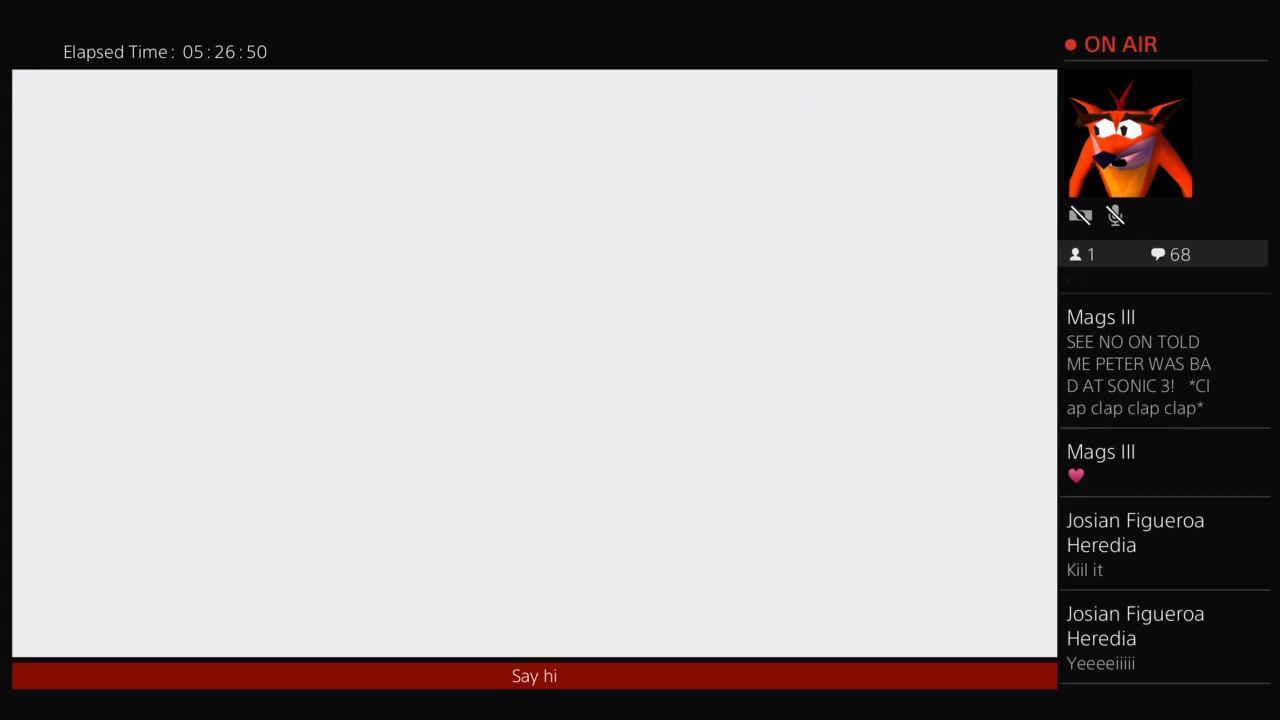 Elapsed Time: 05:26:50
ON AIR
1 68
Mags III
SEE NO ON TOLD
ME PETER WAS BA
D AT SONIC 3!   *Cl
ap clap clap clap*
Mags III
Josian Figueroa
Heredia
Kiil it
Josian Figueroa
Heredia
Yeeeeiiiii
Say hi